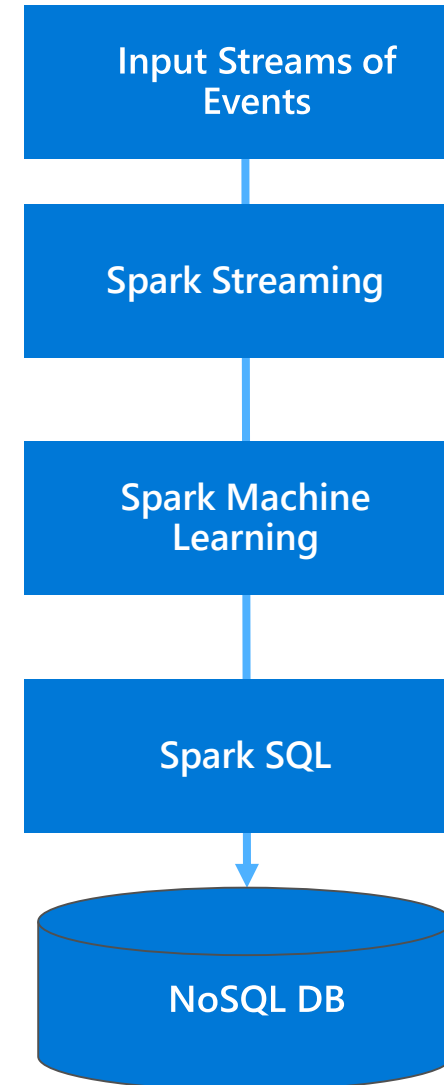 Input Streams of
Events
Spark Streaming
Spark Machine
Learning
Spark SQL
NoSQL DB